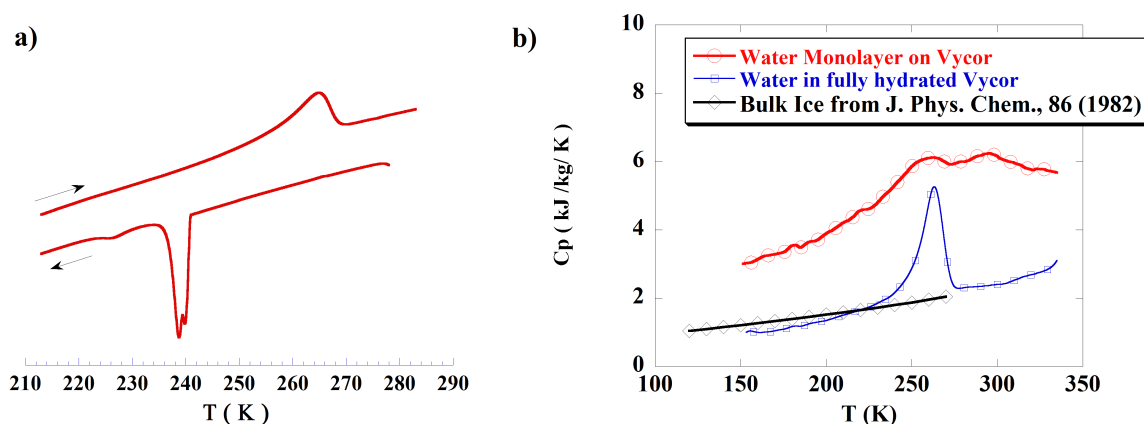 a)
210 220 230 240 250 260 270 280 290
T ( K )
b)
10
8
6
4
2
0
Cp ( kJ /kg/ K )
Water Monolayer on Vycor
Water in fully hydrated Vycor
Bulk Ice from J. Phys. Chem., 86 (1982)
100 150 200 250 300 350
T (K)